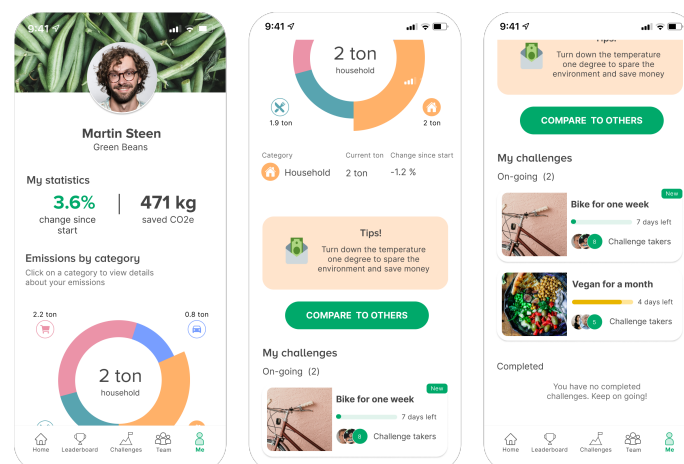 9:41
Martin Steen
Green Beans
My statistics
3.6%
change since
start
471 kg
saved CO2e
Emissions by category
Click on a category to view details
about your emissions
2.2 ton
0.8 ton
2 ton
household
Home
Leaderboard
Challenges
Team
Me
9:41
2 ton
household
1.9 ton
2 ton
Category
Current ton
Change since start
Household
2 ton
-1.2 %
Tips!
Turn down the temperature
one degree to spare the
environment and save money
COMPARE TO OTHERS
My challenges
On-going (2)
New
Bike for one week
7 days left
8
Challenge takers
Home
Leaderboard
Challenges
Team
Me
9:41
Tips!
Turn down the temperature
one degree to spare the
environment and save money
COMPARE TO OTHERS
My challenges
On-going (2)
New
Bike for one week
7 days left
8
Challenge takers
Vegan for a month
4 days left
5
Challenge takers
Completed
You have no completed
challenges. Keep on going!
Home
Leaderboard
Challenges
Team
Me